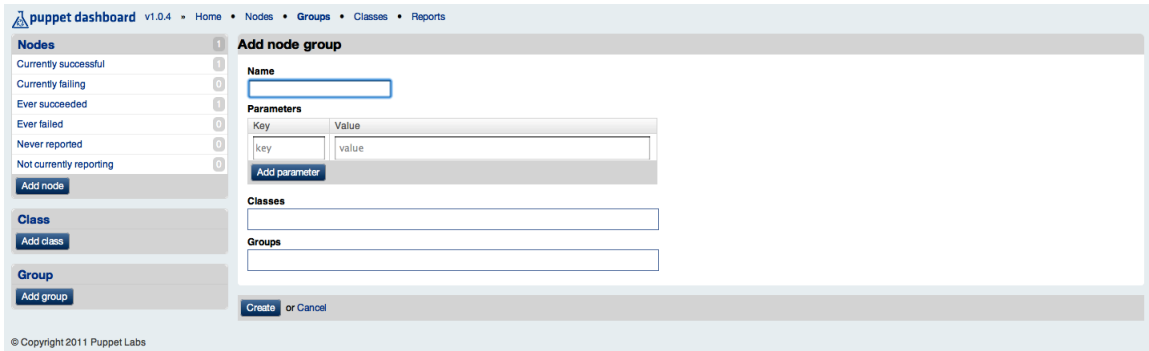 puppet dashboard v1.0.4 » Home • Nodes • Groups • Classes • Reports
Nodes 1
Currently successful 1
Currently failing 0
Ever succeeded 1
Ever failed 0
Never reported 0
Not currently reporting 0
Add node
Class
Add class
Group
Add group
Add node group
Name
Parameters
Key Value
key value
Add parameter
Classes
Groups
Create or Cancel
© Copyright 2011 Puppet Labs